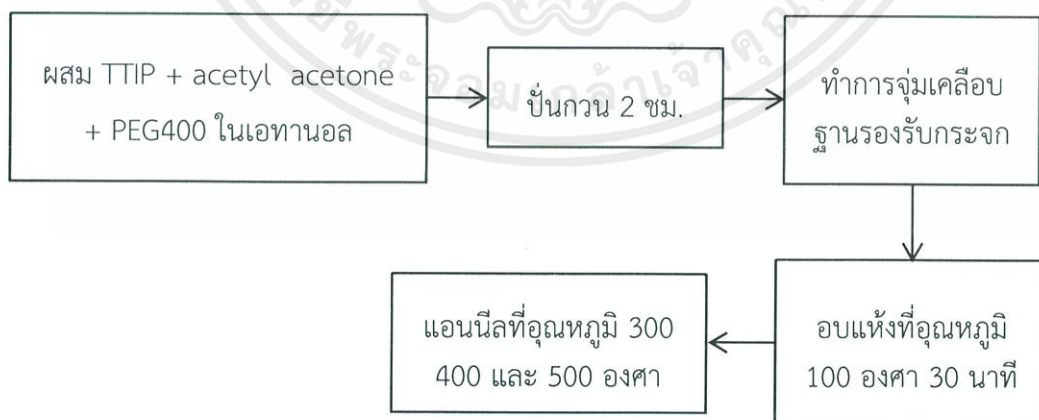 ผสม TTIP + acetyl acetone
+ PEG400 ในเอทานอล
ปั่นกวน 2 ชม.
ทำการจุ่มเคลือบ
ฐานรองรับกระจก
อบแห้งที่อุณหภูมิ
100 องศา 30 นาที
แอนนีลที่อุณหภูมิ 300
400 และ 500 องศา